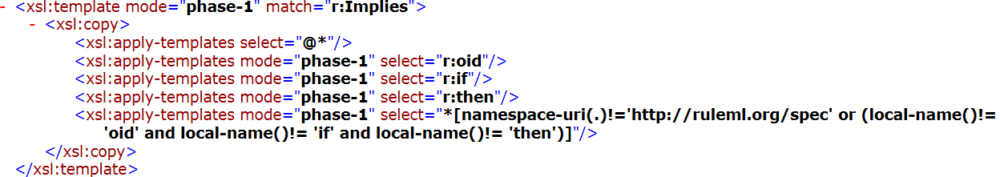 - <xsl:template mode="phase-1" match="r:Implies">
- <xsl:copy>
<xsl:apply-templates select="@*"/>
<xsl:apply-templates mode="phase-1" select="r:oid"/>
<xsl:apply-templates mode="phase-1" select="r:if"/>
<xsl:apply-templates mode="phase-1" select="r:then"/>
<xsl:apply-templates mode="phase-1" select="*[namespace-uri(.)!='http://ruleml.org/spec' or (local-name()!=
'oid' and local-name()!= 'if' and local-name()!= 'then')]"/>
</xsl:copy>
</xsl:template>